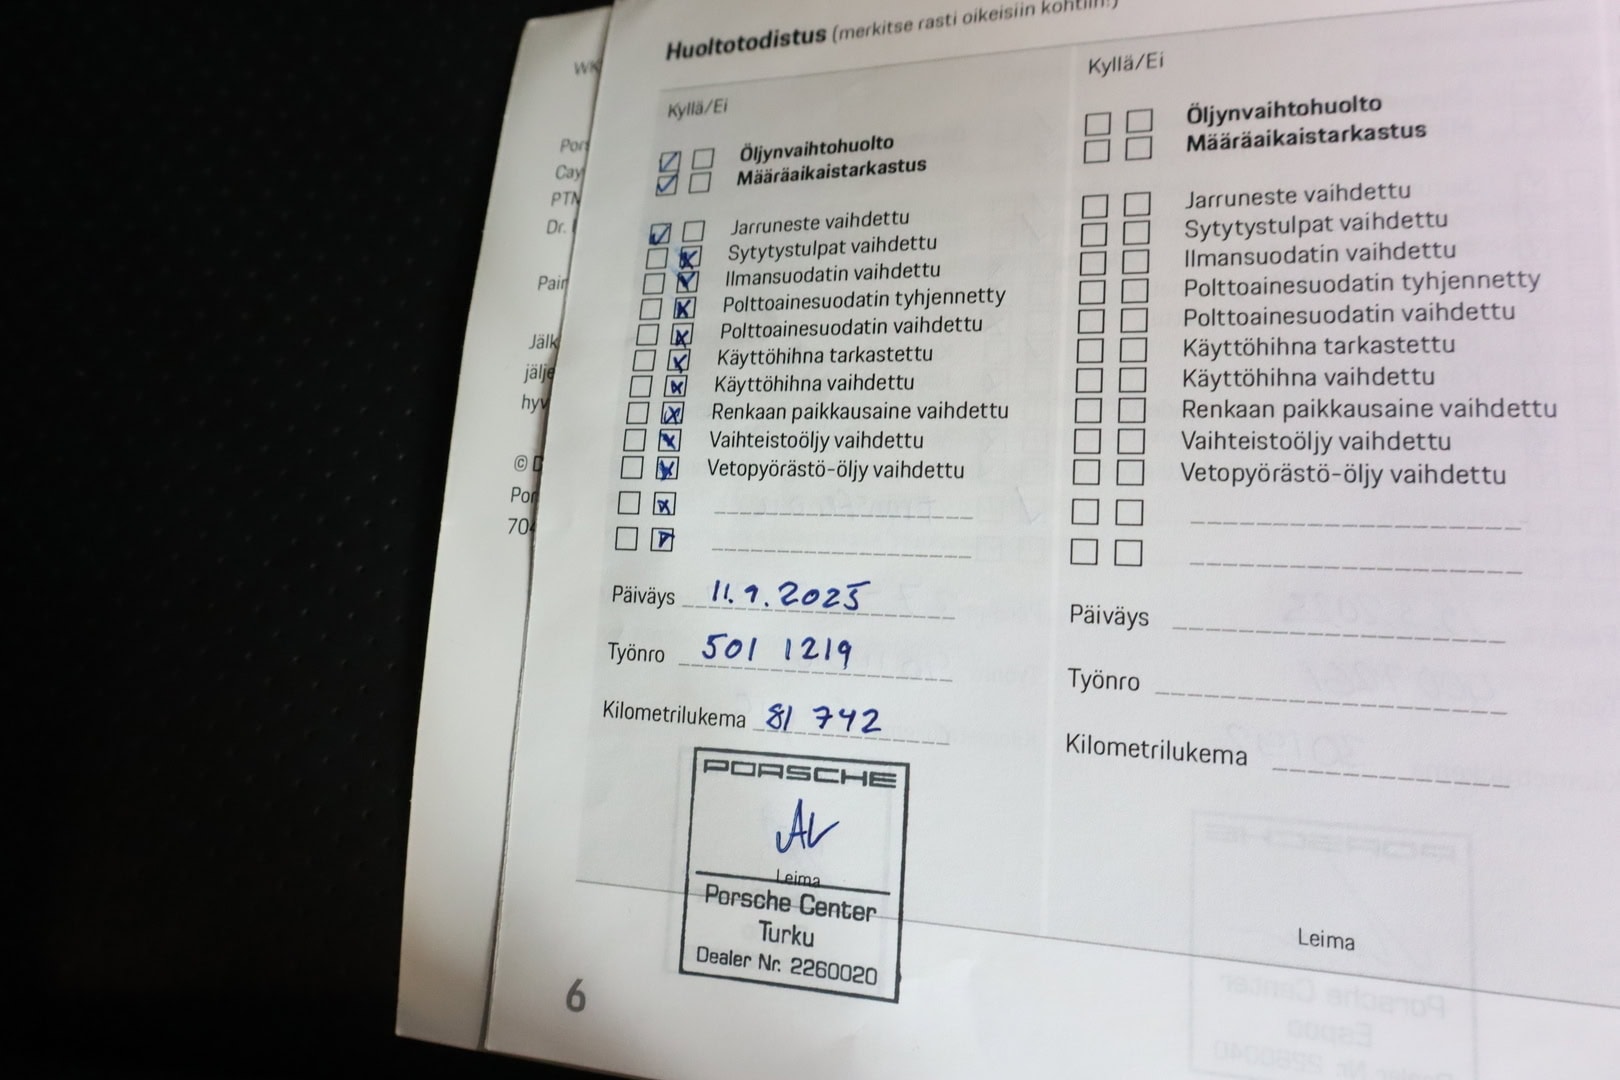 WK
Huoltotodistus (merkitse rasti oikeisiin kohtiin!)
Kyllä/Ei
Öljynvaihtohuolto
Määräaikaistarkastus
Jarruneste vaihdettu
Sytytystulpat vaihdettu
Ilmansuodatin vaihdettu
Polttoainesuodatin tyhjennetty
Polttoainesuodatin vaihdettu
Käyttöhihna tarkastettu
Käyttöhihna vaihdettu
Renkaan paikkausaine vaihdettu
Vaihteistoöljy vaihdettu
Vetopyörästö-öljy vaihdettu
Päiväys 11.9.2025
Työnro 501 1219
Kilometrilukema 81 742
PORSCHE
AV
Leima
Porsche Center
Turku
Dealer Nr. 2260020
6
Kyllä/Ei
Öljynvaihtohuolto
Määräaikaistarkastus
Jarruneste vaihdettu
Sytytystulpat vaihdettu
Ilmansuodatin vaihdettu
Polttoainesuodatin tyhjennetty
Polttoainesuodatin vaihdettu
Käyttöhihna tarkastettu
Käyttöhihna vaihdettu
Renkaan paikkausaine vaihdettu
Vaihteistoöljy vaihdettu
Vetopyörästö-öljy vaihdettu
Päiväys
Työnro
Kilometrilukema
Leima